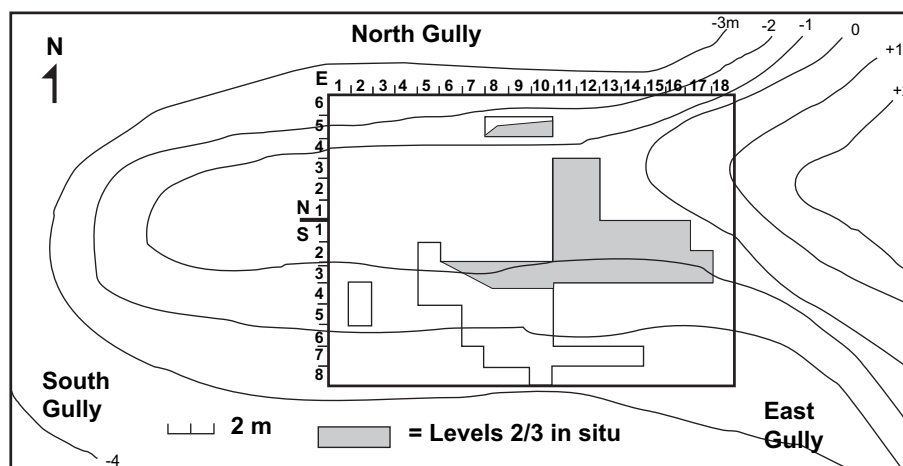 North Gully
-3m -2 -1 0 +1 +2
N
E 1 2 3 4 5 6 7 8 9 10 11 12 13 14 15 16 17 18
6
5
4
3
2
1
N
S
1
2
3
4
5
6
7
8
South
Gully
-4
2 m
= Levels 2/3 in situ
East
Gully